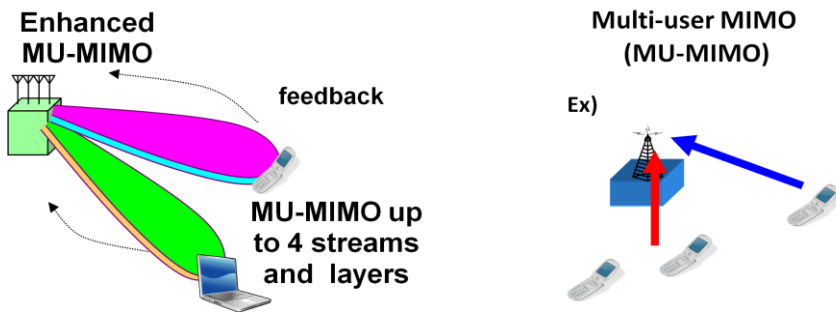 Enhanced
MU-MIMO
feedback
MU-MIMO up
to 4 streams
and layers
Multi-user MIMO
(MU-MIMO)
Ex)